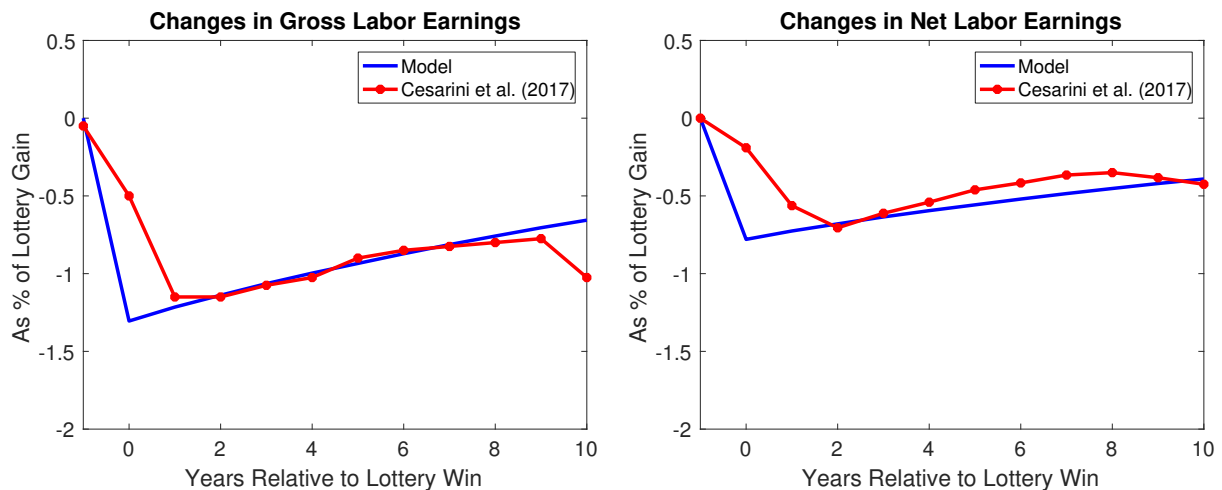 Changes in Gross Labor Earnings
0.5
0
-0.5
-1
-1.5
-2
As % of Lottery Gain
Model
Cesarini et al. (2017)
0 2 4 6 8 10
Years Relative to Lottery Win
Changes in Net Labor Earnings
0.5
0
-0.5
-1
-1.5
-2
As % of Lottery Gain
Model
Cesarini et al. (2017)
0 2 4 6 8 10
Years Relative to Lottery Win